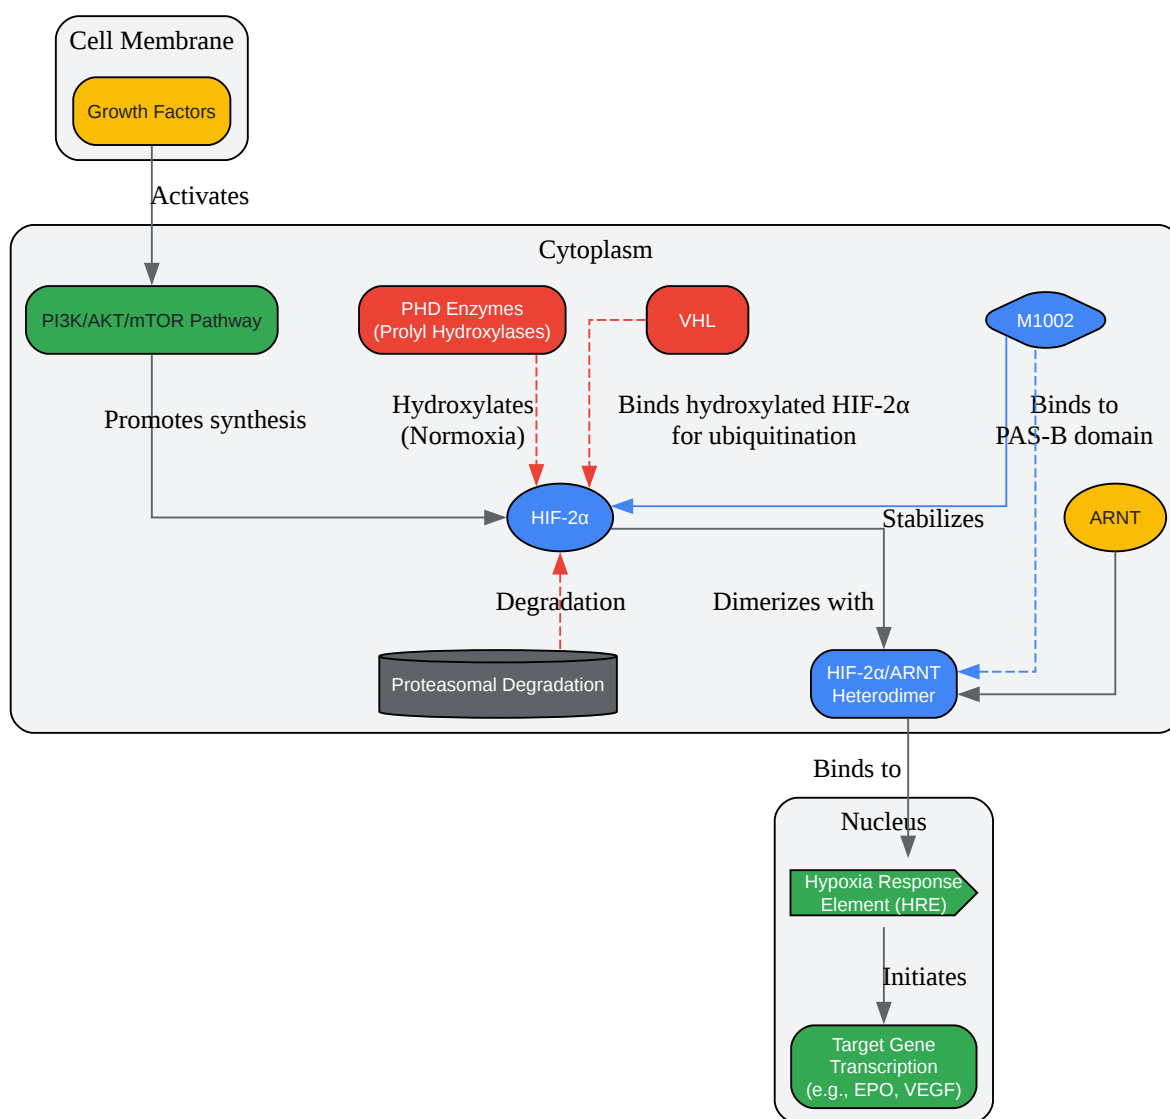 Cell Membrane
Growth Factors
Activates
Cytoplasm
PI3K/AKT/mTOR Pathway
PHD Enzymes
(Prolyl Hydroxylases)
VHL
M1002
Promotes synthesis
Hydroxylates
(Normoxia)
Binds hydroxylated HIF-2α
for ubiquitination
Binds to
PAS-B domain
HIF-2α
Stabilizes
ARNT
Degradation
Dimerizes with
Proteasomal Degradation
HIF-2α/ARNT
Heterodimer
Binds to
Nucleus
Hypoxia Response
Element (HRE)
Initiates
Target Gene
Transcription
(e.g., EPO, VEGF)